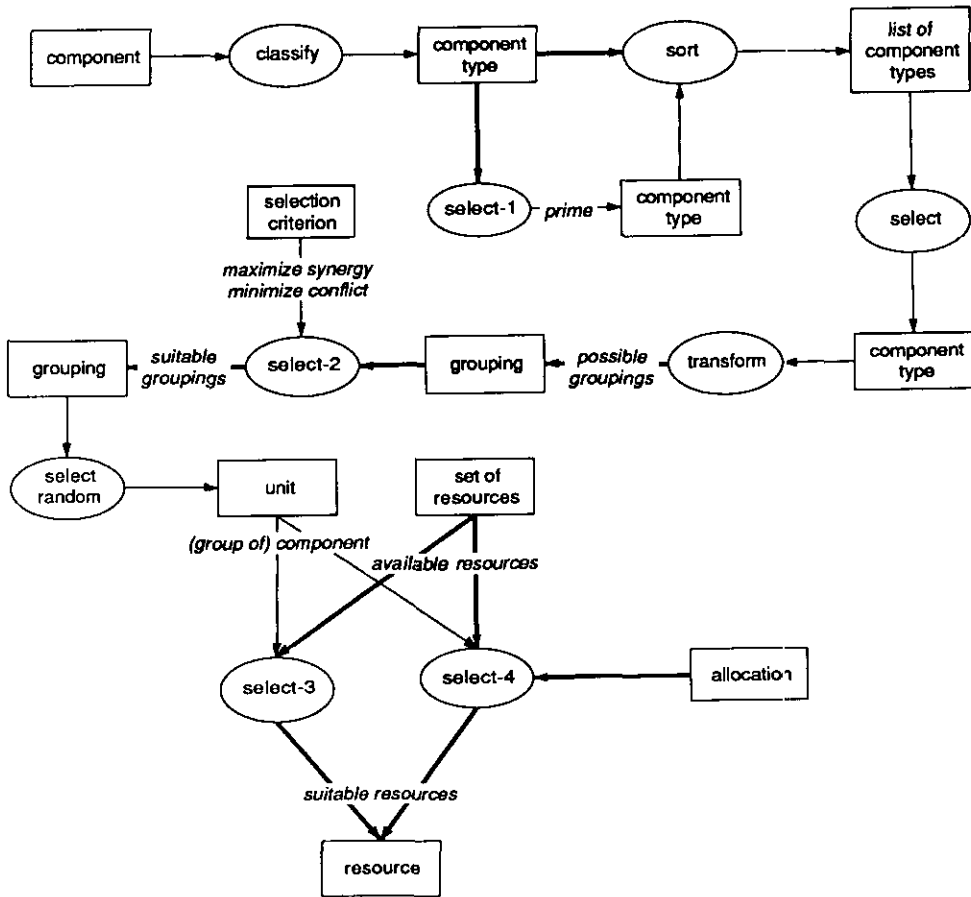 component
classify
component
type
sort
list of
component
types
select-1
prime
component
type
select
selection
criterion
maximize synergy
minimize conflict
grouping
suitable
groupings
select-2
grouping
possible
groupings
transform
component
type
select
random
unit
set of
resources
(group of) component
available resources
select-3
select-4
allocation
suitable resources
resource